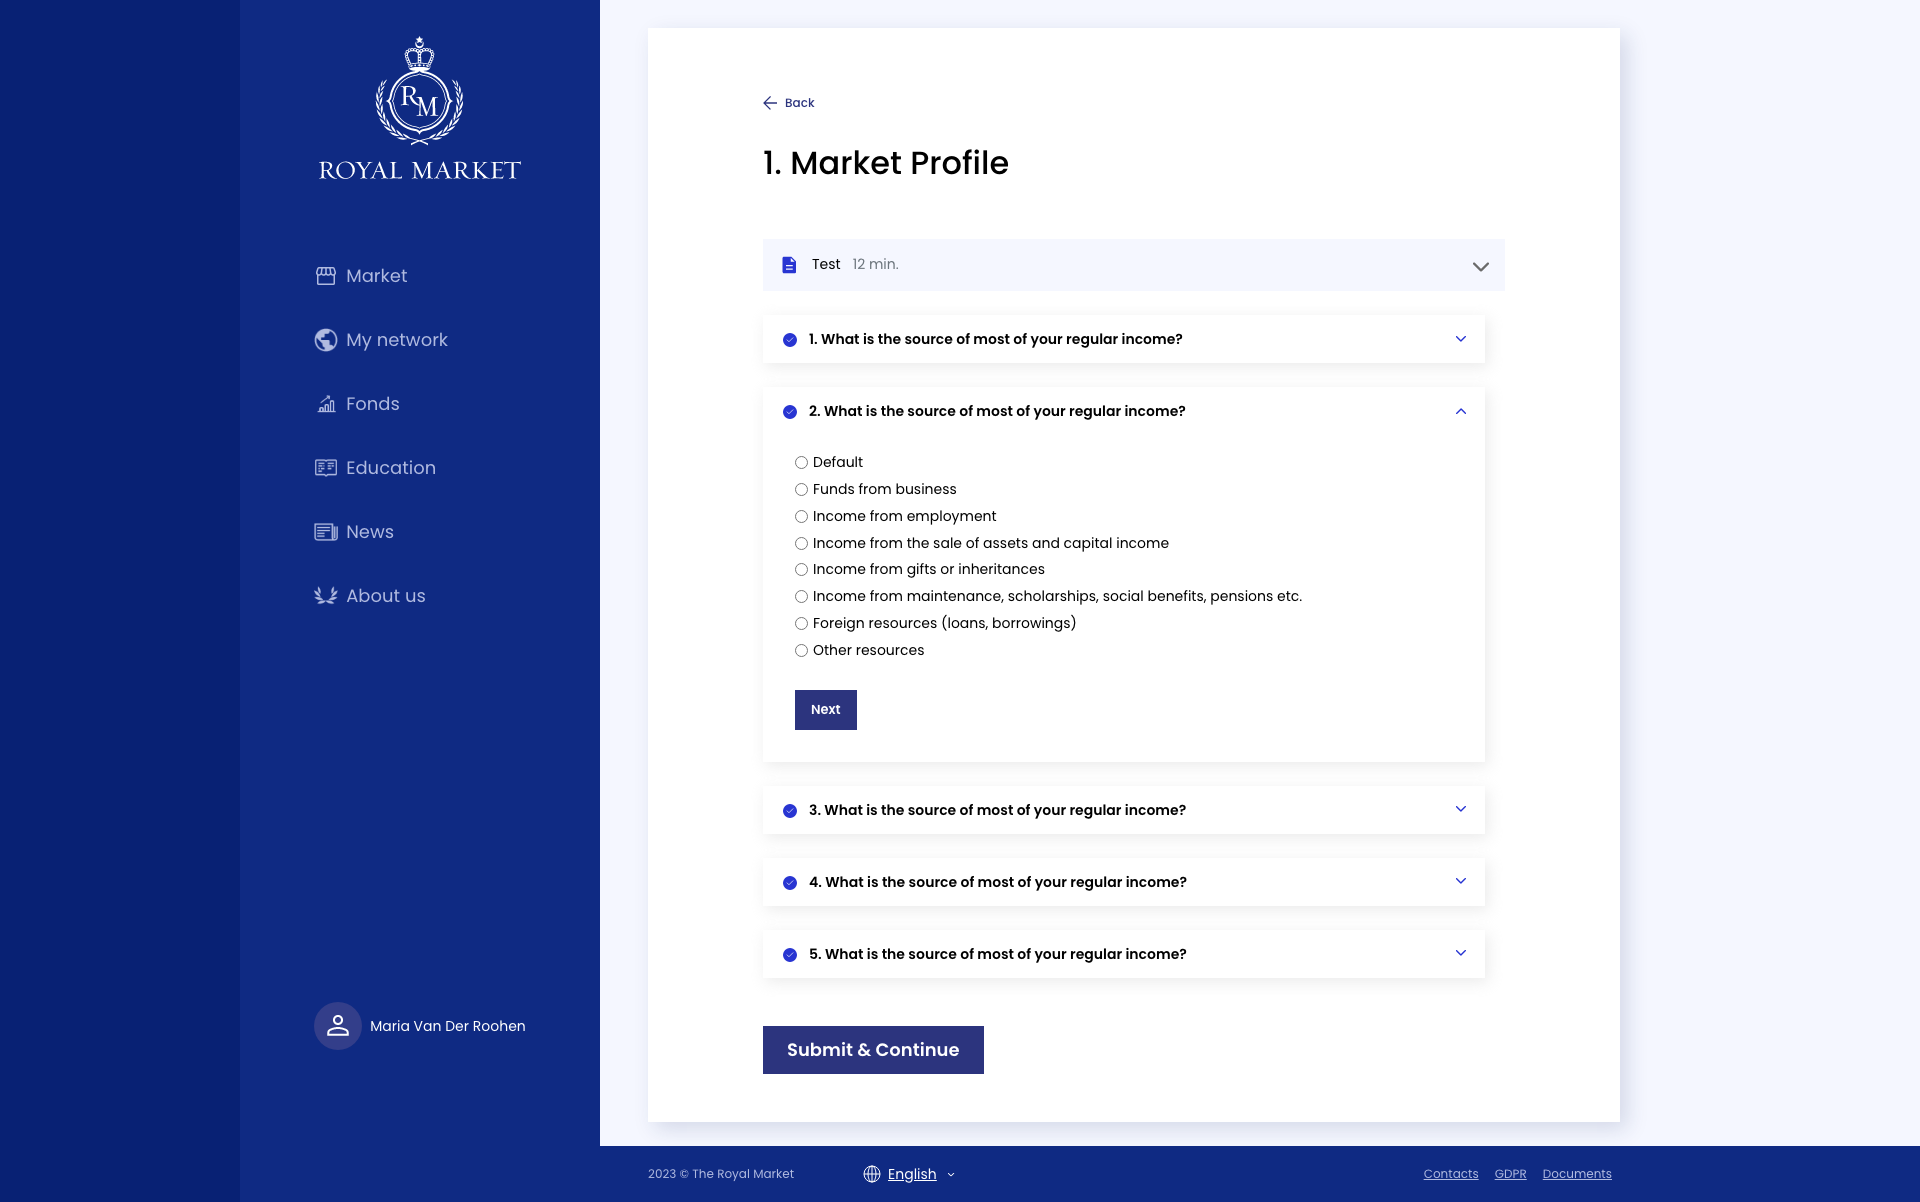 RM
ROYAL MARKET
Market
My network
Fonds
Education
News
About us
Maria Van Der Roohen
Back
1. Market Profile
Test 12 min.
1. What is the source of most of your regular income?
2. What is the source of most of your regular income?
Default
Funds from business
Income from employment
Income from the sale of assets and capital income
Income from gifts or inheritances
Income from maintenance, scholarships, social benefits, pensions etc.
Foreign resources (loans, borrowings)
Other resources
Next
3. What is the source of most of your regular income?
4. What is the source of most of your regular income?
5. What is the source of most of your regular income?
Submit & Continue
2023 © The Royal Market English Contacts GDPR Documents